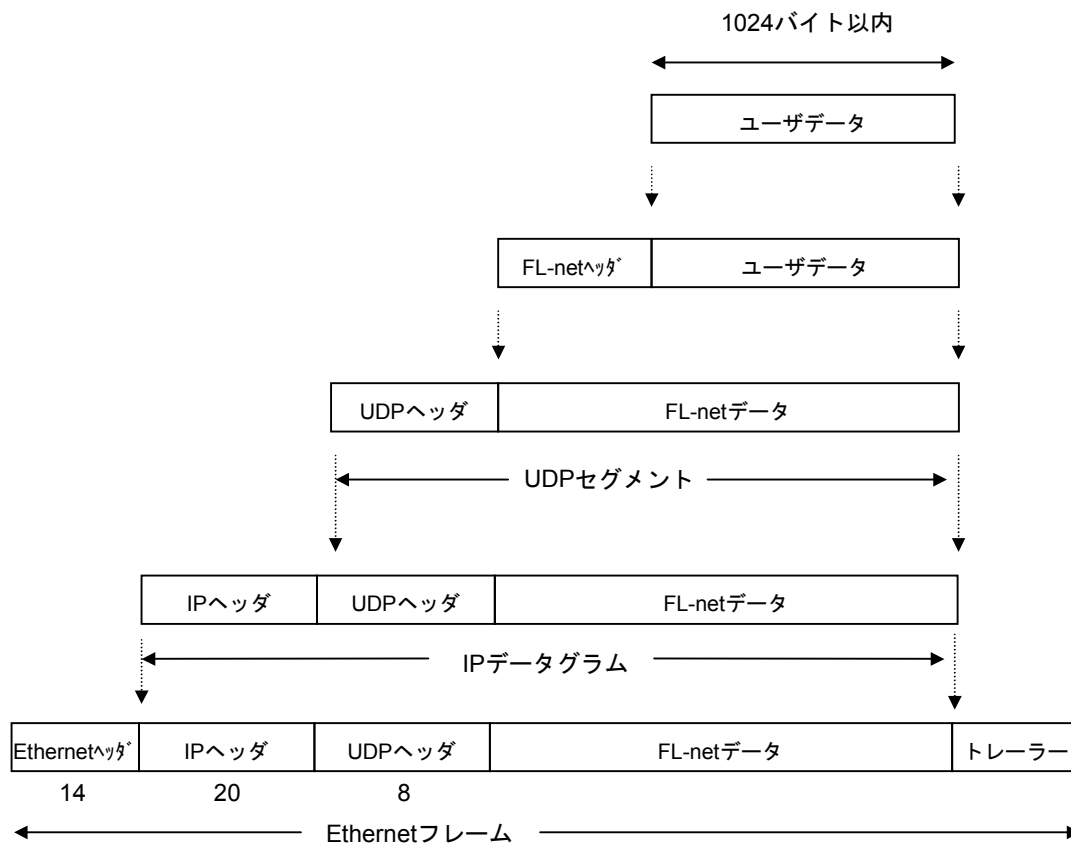 1024バイト以内
ユーザデータ
FL-netﾍｯﾀﾞ ユーザデータ
UDPヘッダ FL-netデータ
UDPセグメント
IPヘッダ UDPヘッダ FL-netデータ
IPデータグラム
Ethernetﾍｯﾀﾞ IPヘッダ UDPヘッダ FL-netデータ トレーラー
14 20 8
Ethernetフレーム